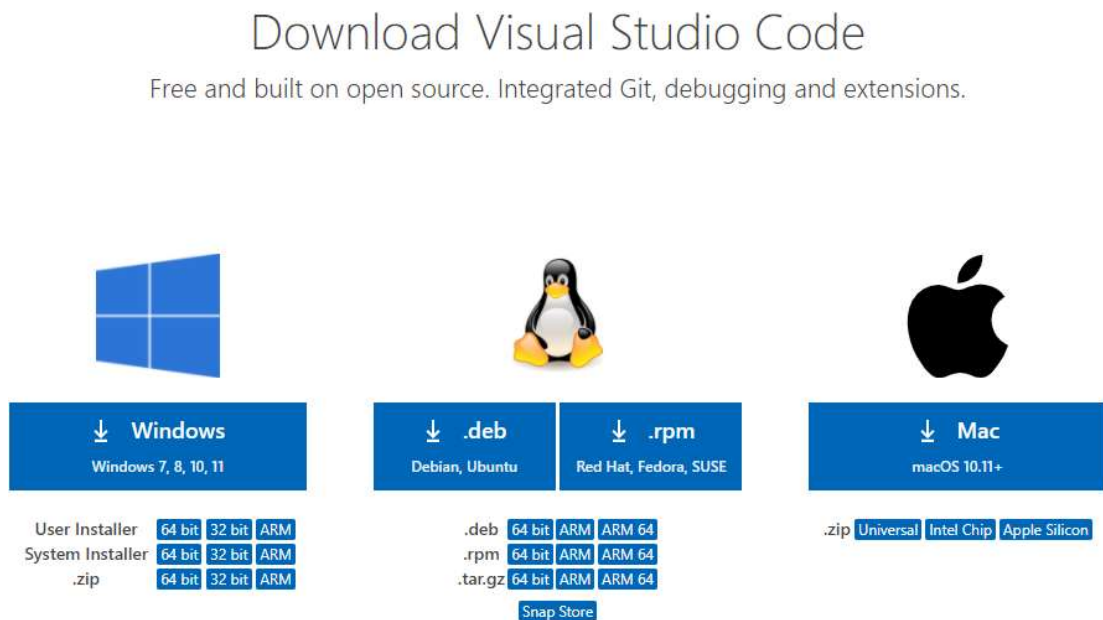 Download Visual Studio Code
Free and built on open source. Integrated Git, debugging and extensions.
Windows
Windows 7, 8, 10, 11
User Installer 64 bit 32 bit ARM
System Installer 64 bit 32 bit ARM
.zip 64 bit 32 bit ARM
.deb
Debian, Ubuntu
.rpm
Red Hat, Fedora, SUSE
.deb 64 bit ARM ARM 64
.rpm 64 bit ARM ARM 64
.tar.gz 64 bit ARM ARM 64
Snap Store
Mac
macOS 10.11+
.zip Universal Intel Chip Apple Silicon